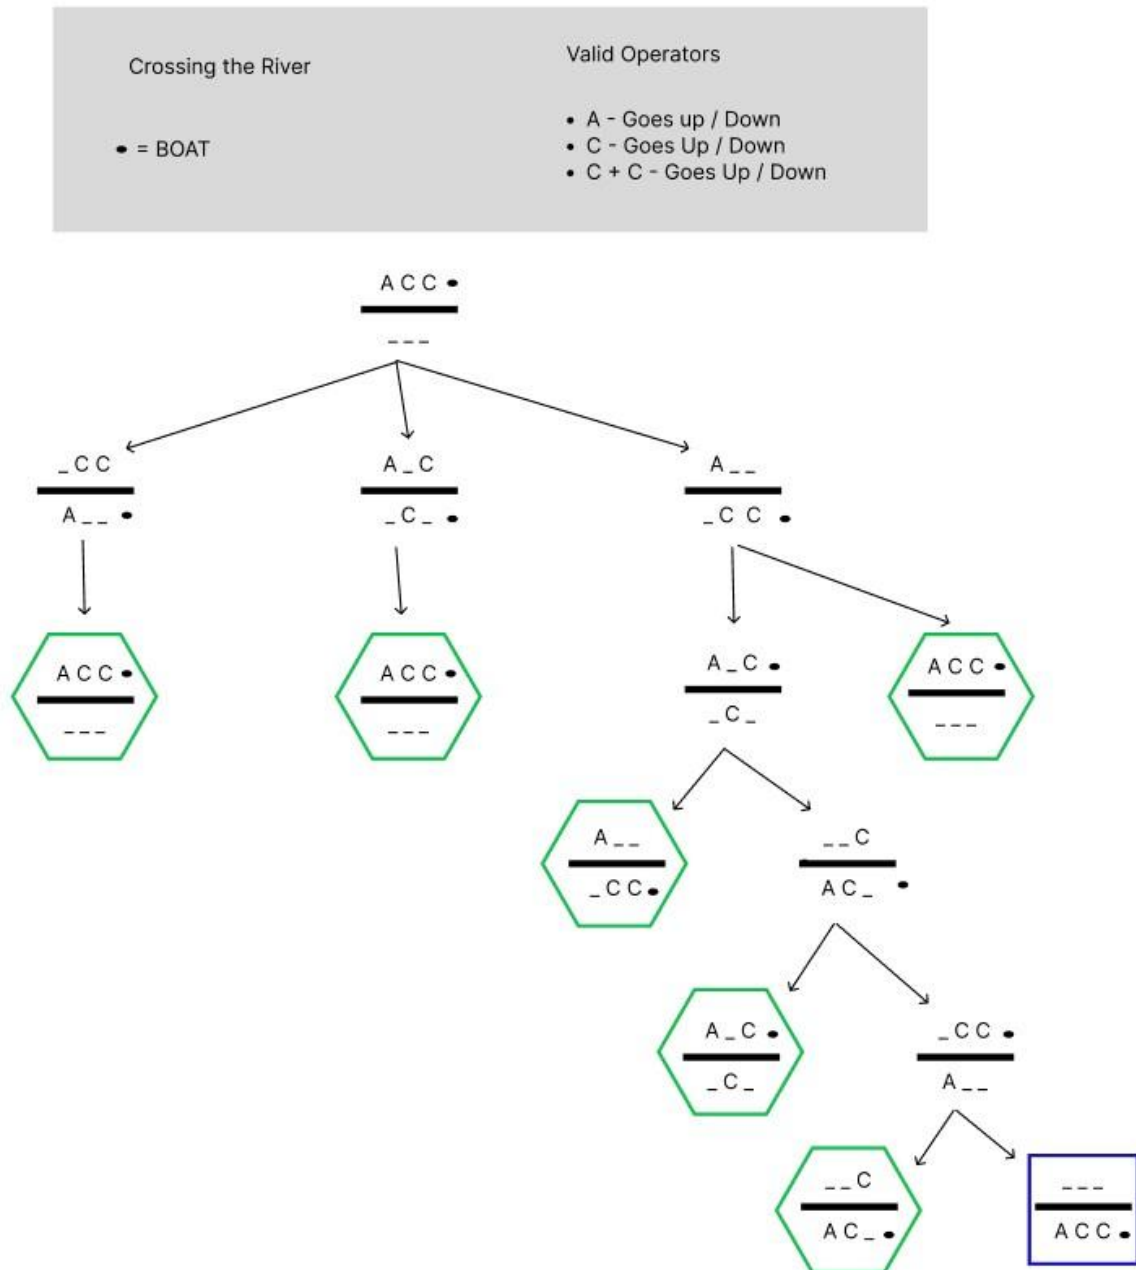 Crossing the River
• = BOAT
Valid Operators
• A - Goes up / Down
• C - Goes Up / Down
• C + C - Goes Up / Down
A C C •
_ _ _
_ C C
A _ _ •
A _ C
_ C _ •
A _ _
_ C C •
A C C •
_ _ _
A C C •
_ _ _
A _ C •
_ C _
A C C •
_ _ _
A _ _
_ C C •
_ _ C
A C _ •
A _ C •
_ C _
_ C C •
A _ _
_ _ C
A C _ •
_ _ _
A C C •